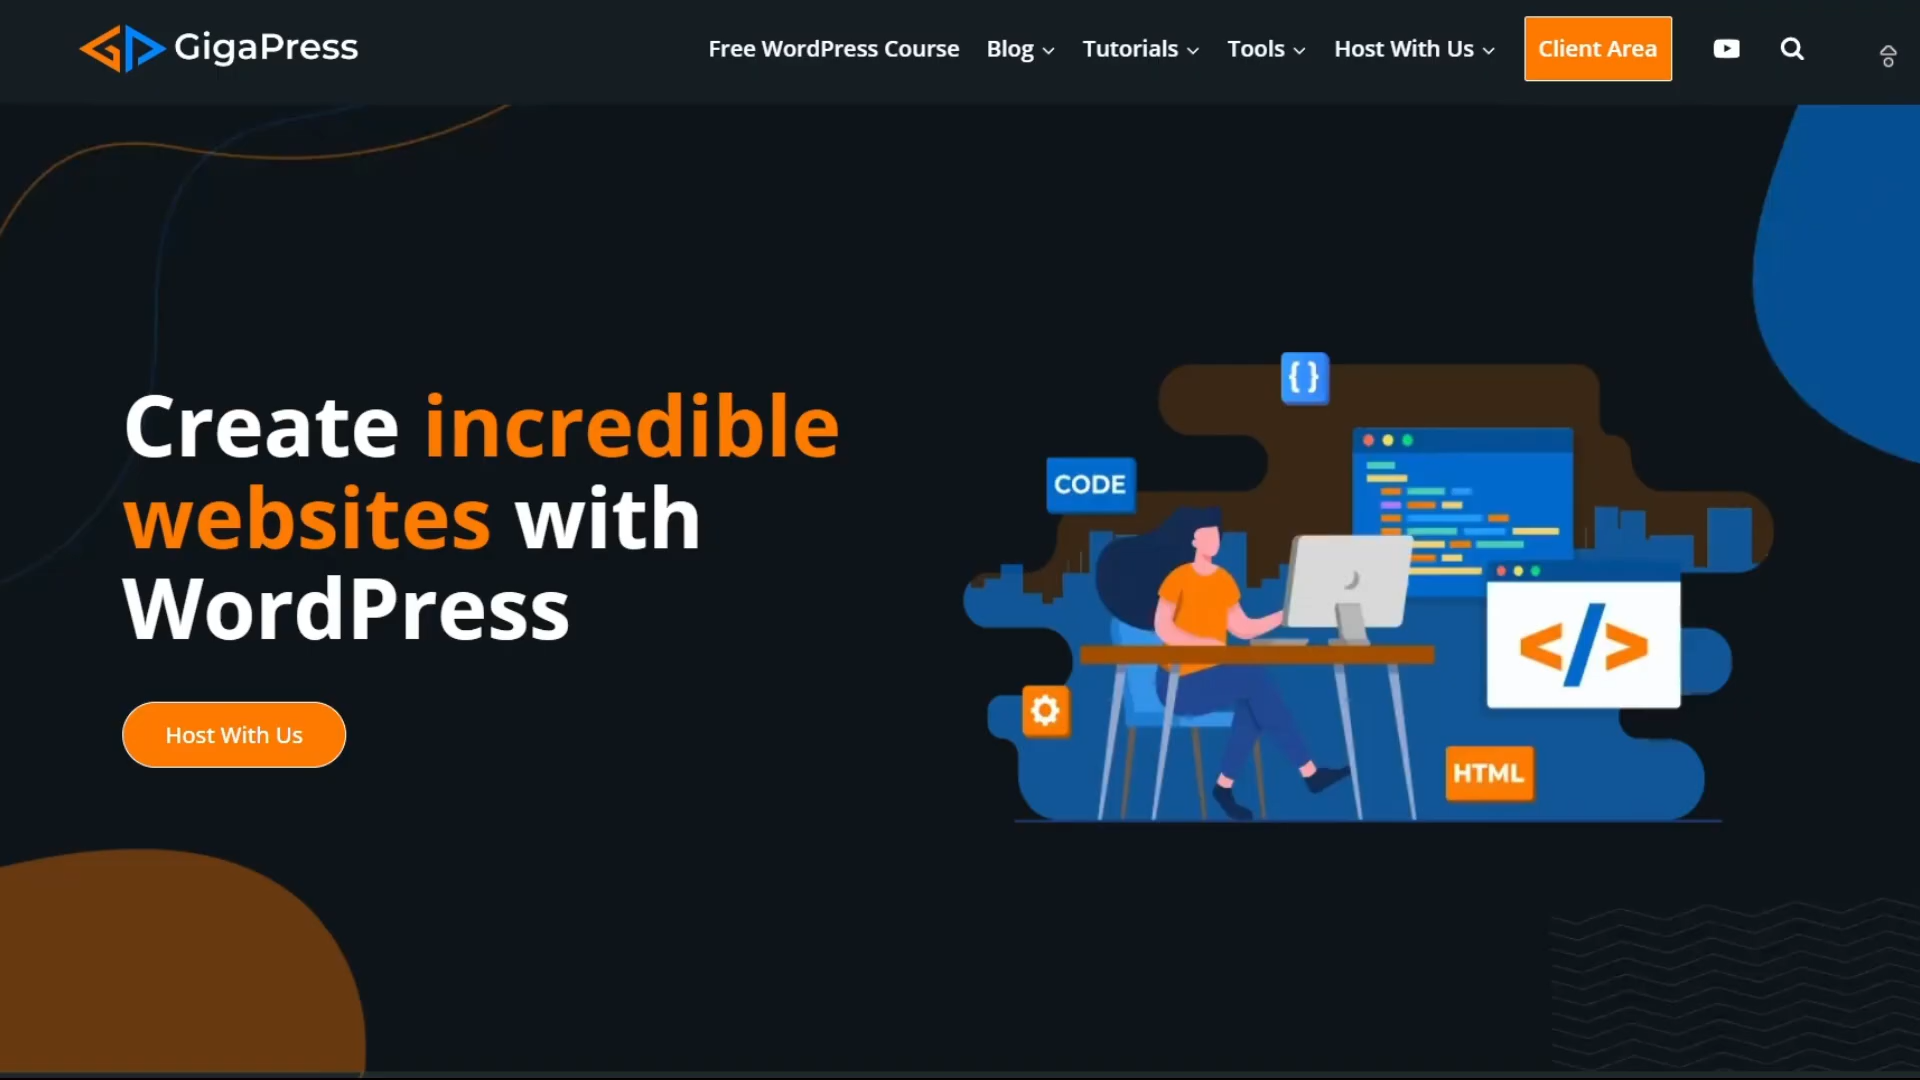 GigaPress
Free WordPress Course Blog Tutorials Tools Host With Us Client Area
Create incredible
websites with
WordPress
Host With Us
{ }
CODE
</>
HTML